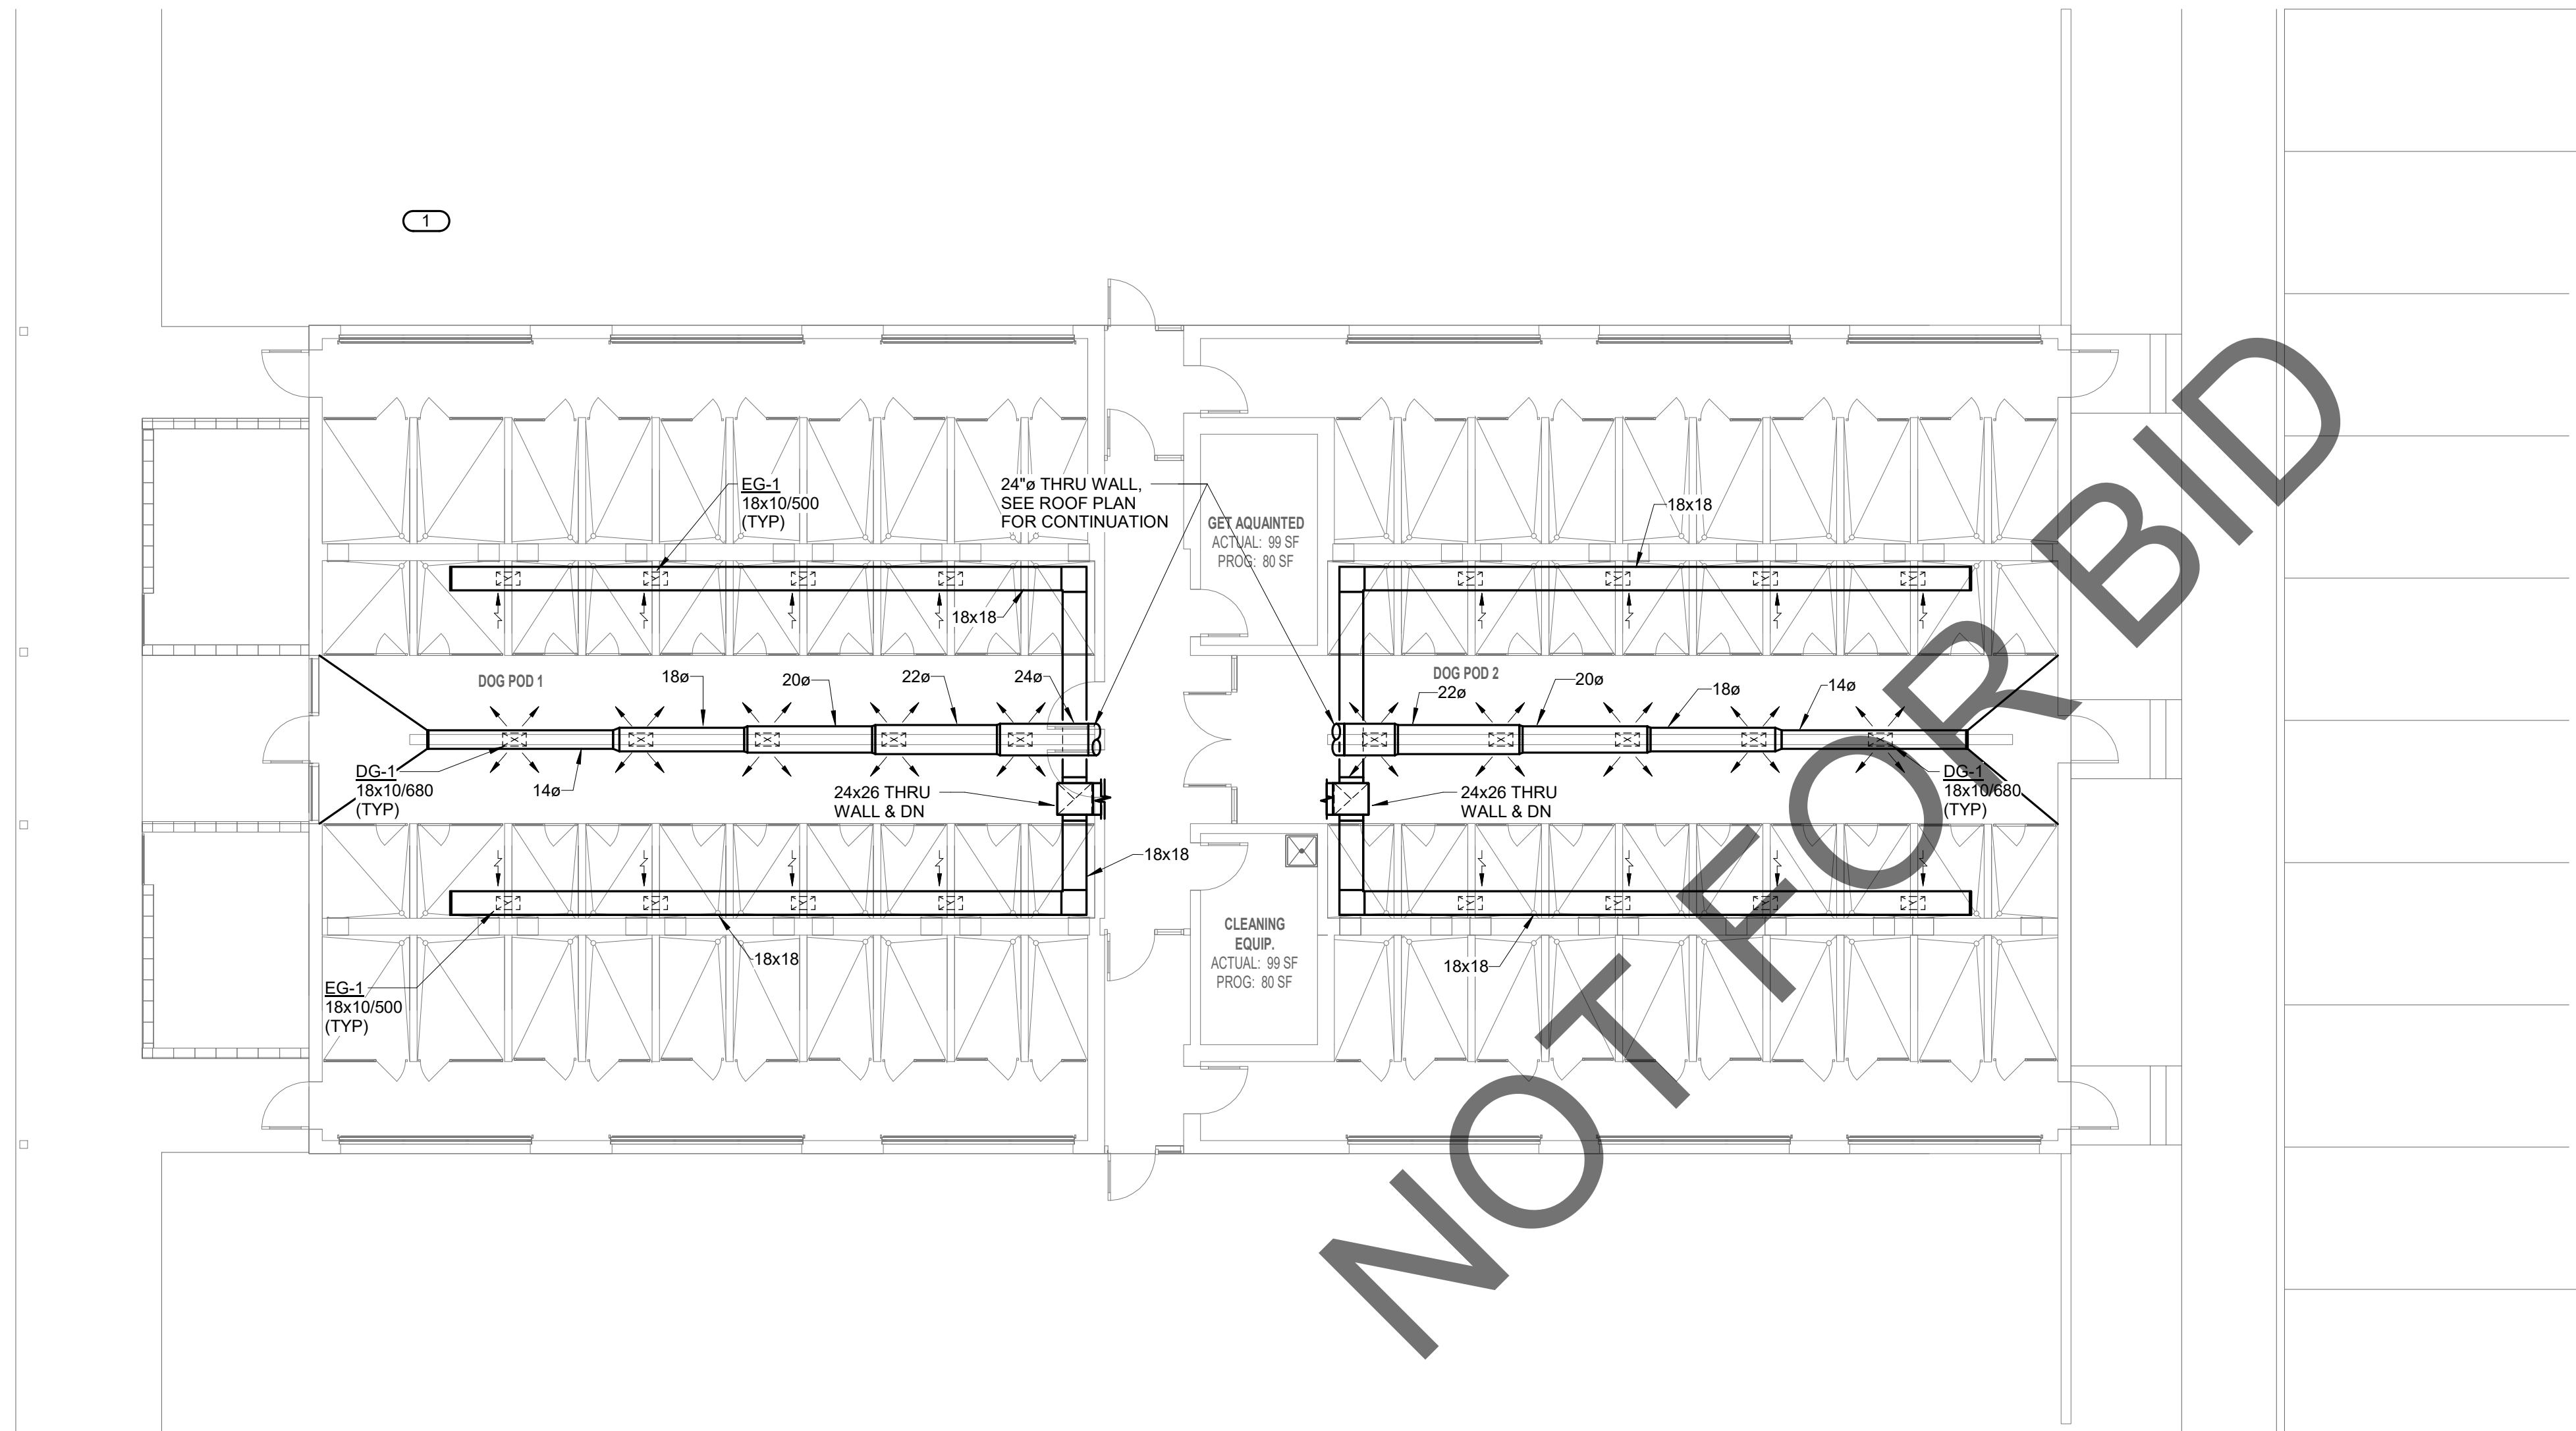 1
EG-1
18x10/500
(TYP)
24"ø THRU WALL,
SEE ROOF PLAN
FOR CONTINUATION
GET AQUAINTED
ACTUAL: 99 SF
PROG: 80 SF
18x18
18x18
DOG POD 1
18ø
20ø
22ø
24ø
DOG POD 2
22ø
20ø
18ø
14ø
X
X
X
X
X
X
X
X
X
X
DG-1
18x10/680
(TYP)
14ø
24x26 THRU
WALL & DN
24x26 THRU
WALL & DN
DG-1
18x10/680
(TYP)
18x18
CLEANING
EQUIP.
ACTUAL: 99 SF
PROG: 80 SF
18x18
18x18
EG-1
18x10/500
(TYP)
NOT FOR BID